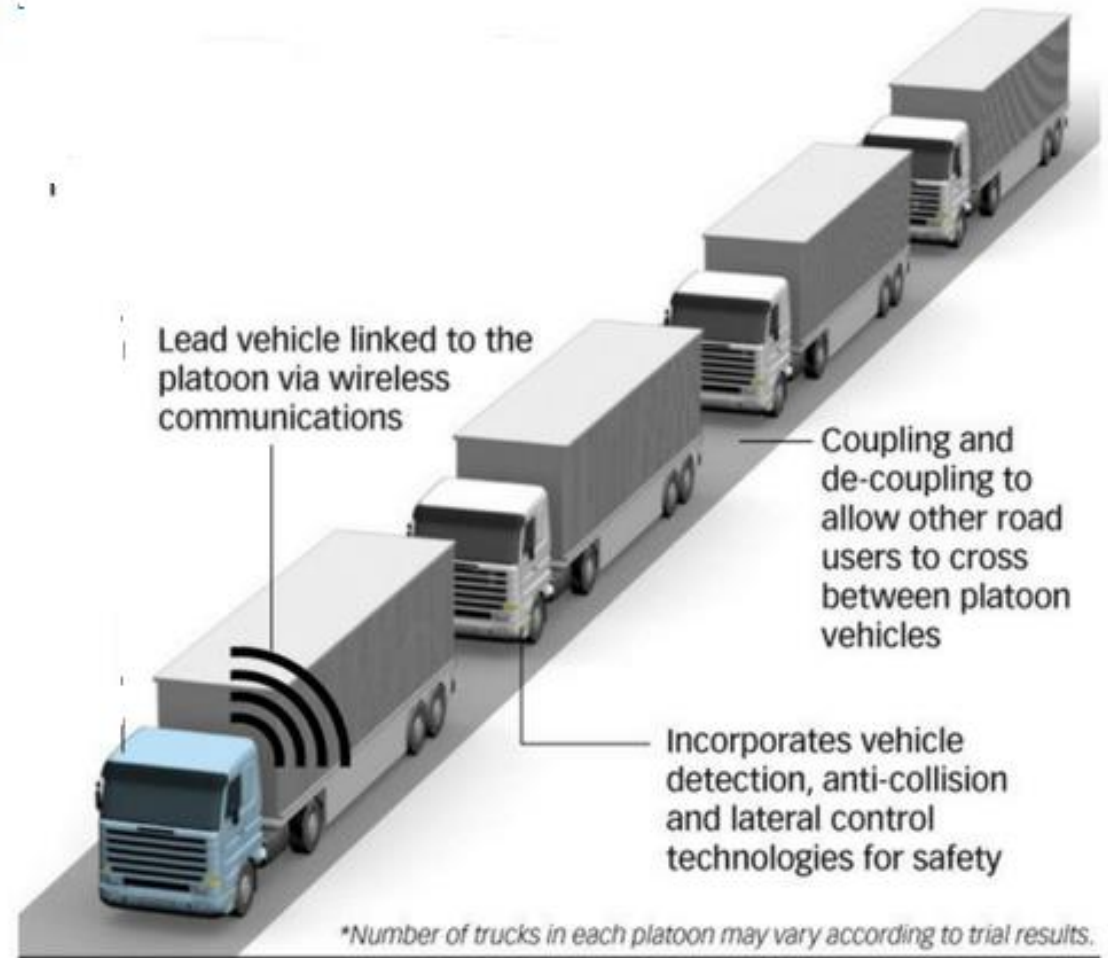 Lead vehicle linked to the
platoon via wireless
communications
Coupling and
de-coupling to
allow other road
users to cross
between platoon
vehicles
Incorporates vehicle
detection, anti-collision
and lateral control
technologies for safety
*Number of trucks in each platoon may vary according to trial results.